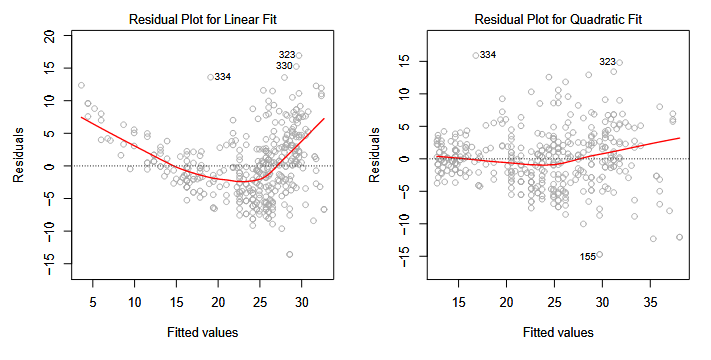 Residual Plot for Linear Fit
20
15
10
5
0
−5
−10
−15
Residuals
323
330
334
5 10 15 20 25 30
Fitted values
Residual Plot for Quadratic Fit
15
10
5
0
−5
−10
−15
Residuals
334
323
155
15 20 25 30 35
Fitted values